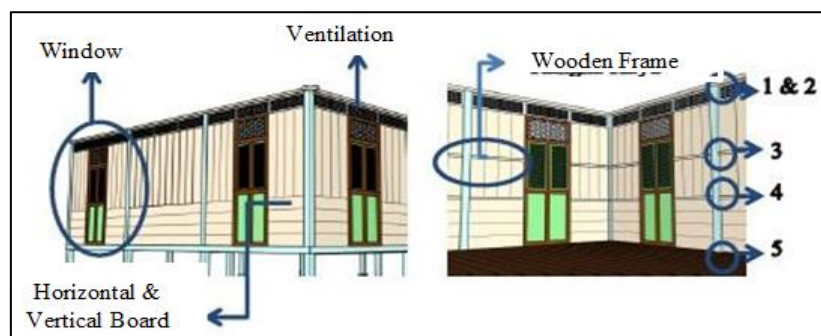 Window
Ventilation
Wooden Frame
1 & 2
3
4
5
Horizontal &
Vertical Board